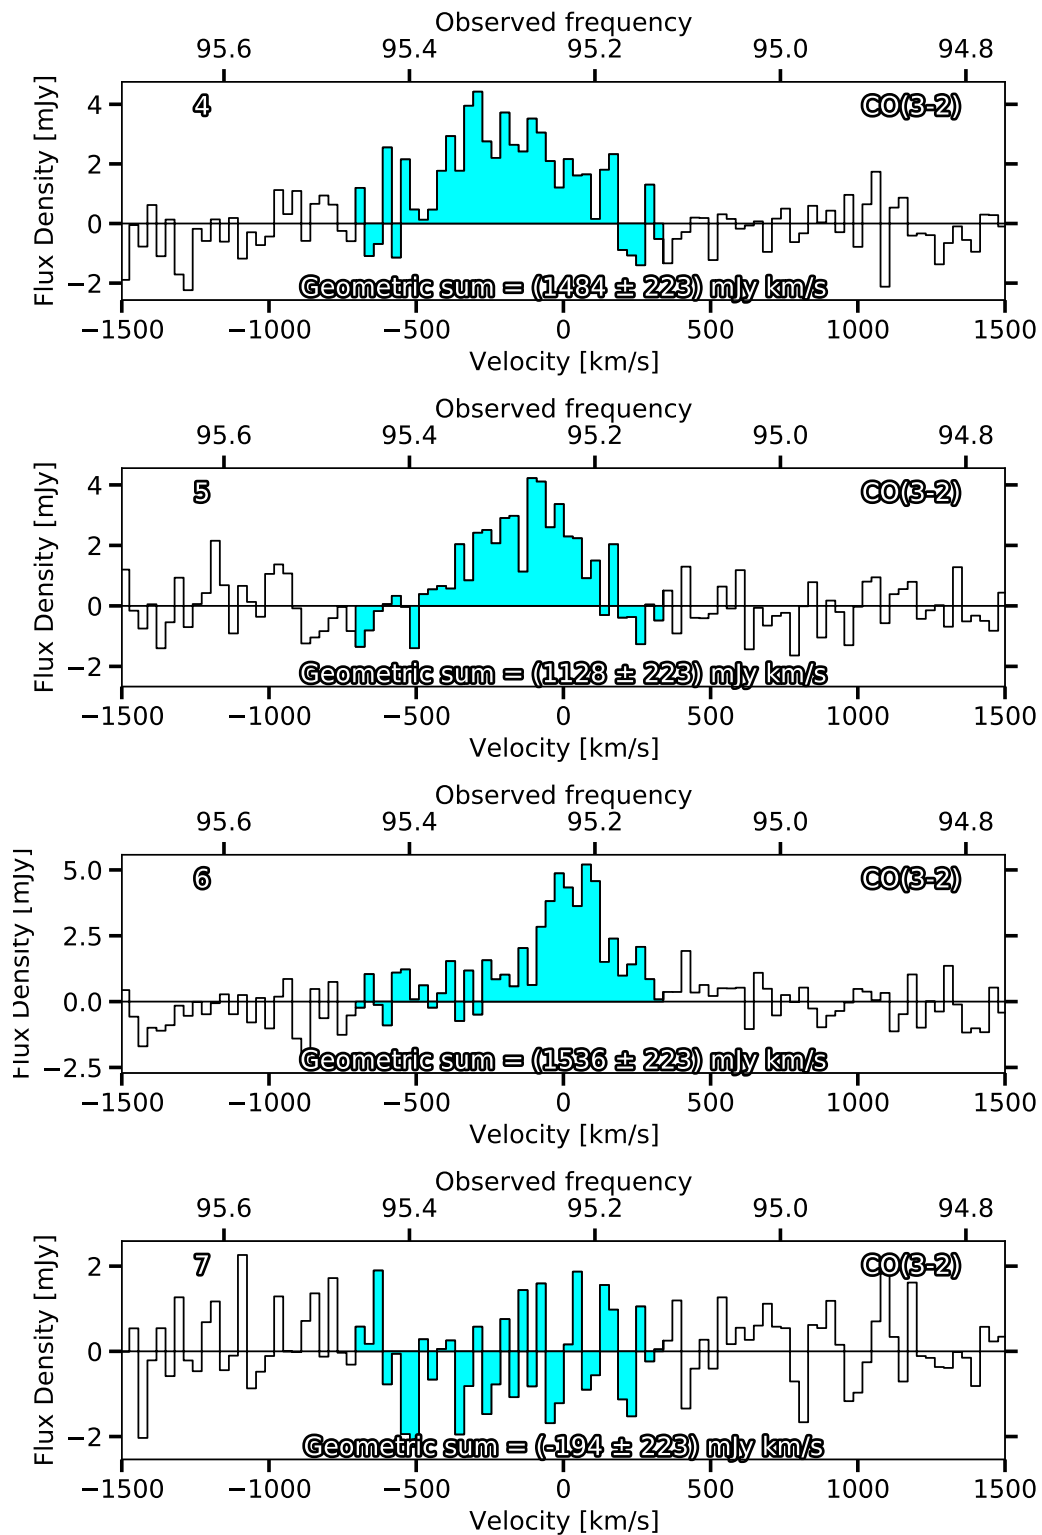 Observed frequency
95.6 95.4 95.2 95.0 94.8
4 CO(3-2)
Flux Density [mJy]
4
2
0
−2
Geometric sum = (1484 ± 223) mJy km/s
−1500 −1000 −500 0 500 1000 1500
Velocity [km/s]
Observed frequency
95.6 95.4 95.2 95.0 94.8
5 CO(3-2)
Flux Density [mJy]
4
2
0
−2
Geometric sum = (1128 ± 223) mJy km/s
−1500 −1000 −500 0 500 1000 1500
Velocity [km/s]
Observed frequency
95.6 95.4 95.2 95.0 94.8
6 CO(3-2)
Flux Density [mJy]
5.0
2.5
0.0
−2.5
Geometric sum = (1536 ± 223) mJy km/s
−1500 −1000 −500 0 500 1000 1500
Velocity [km/s]
Observed frequency
95.6 95.4 95.2 95.0 94.8
7 CO(3-2)
Flux Density [mJy]
2
0
−2
Geometric sum = (-194 ± 223) mJy km/s
−1500 −1000 −500 0 500 1000 1500
Velocity [km/s]